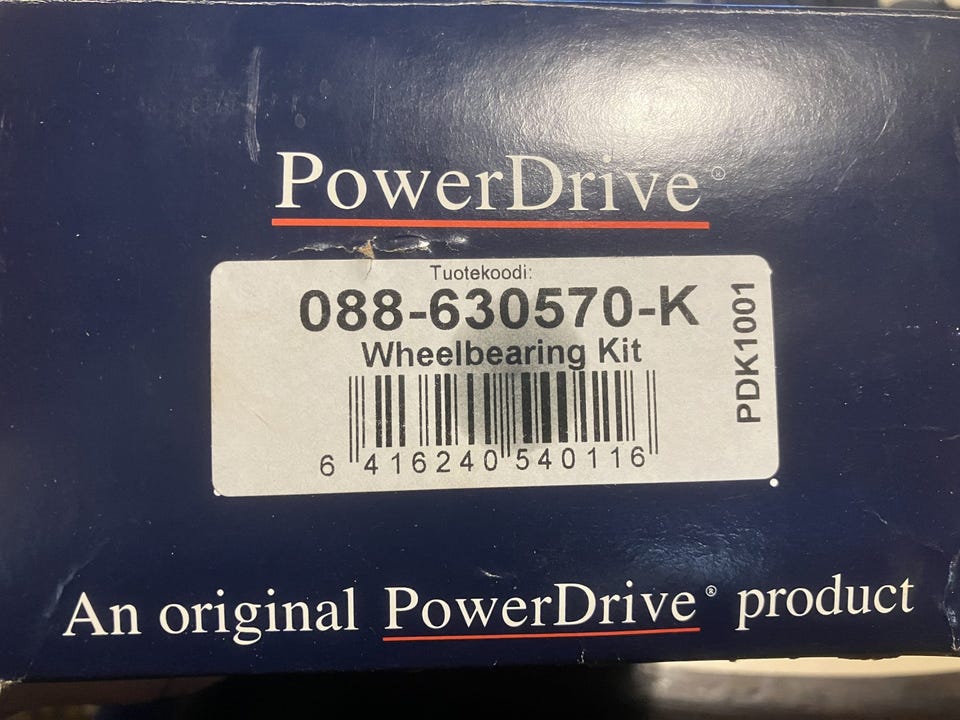 PowerDrive®
Tuotekoodi:
088-630570-K
Wheelbearing Kit
PDK1001
6 416240 540116
An original PowerDrive® product